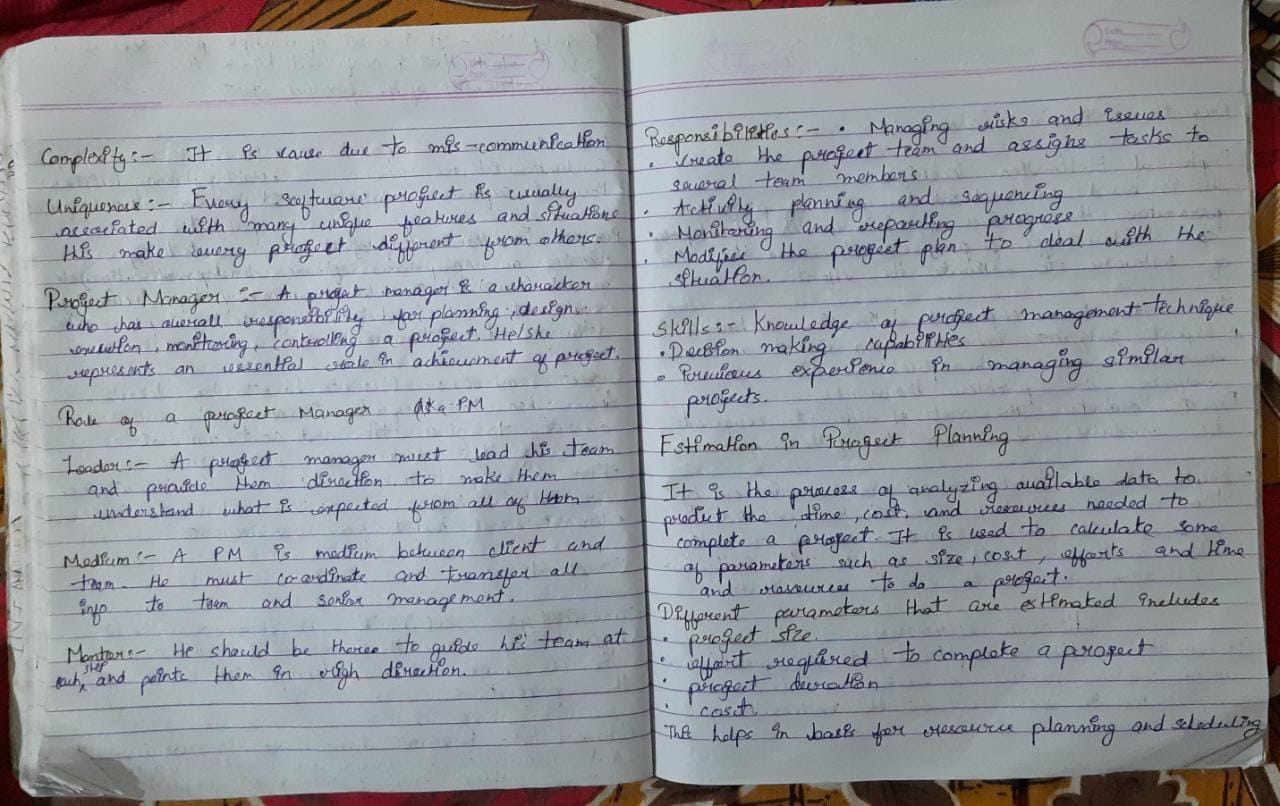 Complexity :- It is cause due to mis-communication
Uniqueness :- Every software project is usually
associated with many unique features and situations
this make every project different from others.
Project Manager :- A project manager is a character
who has overall responsibility for planning, design,
execution, monitoring, controlling a project. He/she
represents an essential role in achievement of project.
Role of a project Manager aka PM
Leader :- A project manager must lead his team
and provide them direction to make them
understand what is expected from all of them
Medium :- A PM is medium between client and
team. He must co-ordinate and transfer all
info to team and senior management.
Mentor :- He should be there to guide his team at
each step and points them in righ direction.
Responsibilities :- • Managing risks and issues
• create the project team and assigns tasks to
several team members
• Activity planning and sequencing
• Monitoring and reporting progress
• Modifies the project plan to deal with the
situation.
Skills :- Knowledge of project management technique
• Decision making capabilities
• Previous experience in managing similar
projects.
Estimation in Project Planning
It is the process of analyzing available data to
predict the time, cost, and resources needed to
complete a project. It is used to calculate some
of parameters such as size, cost, efforts and time
and resources to do a project.
Different parameters that are estimated includes
• project size.
• effort required to complete a project
• project duration
• cost.
This helps in basis for resource planning and scheduling